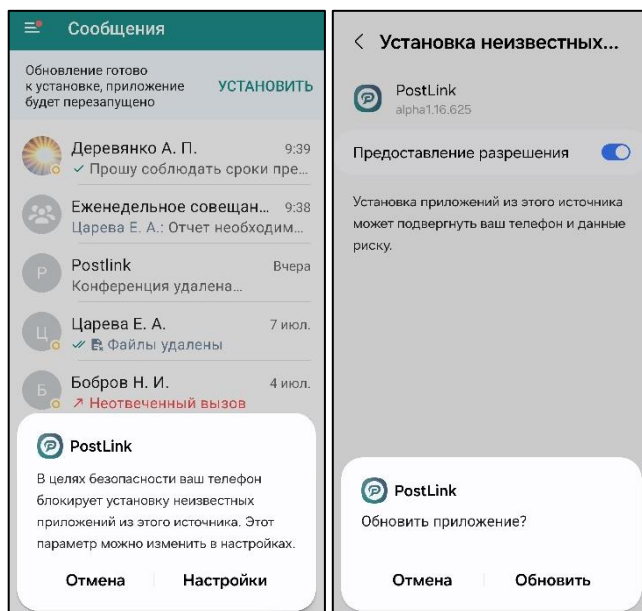 Сообщения
Обновление готово
к установке, приложение
будет перезапущено
УСТАНОВИТЬ
Деревянко А. П. 9:39
Прошу соблюдать сроки пре...
Еженедельное совещан... 9:38
Царева Е. А.: Отчет необходим...
P
Postlink Вчера
Конференция удалена...
Ц
Царева Е. А. 7 июл.
Файлы удалены
Б
Бобров Н. И. 4 июл.
Неотвеченный вызов
PostLink
В целях безопасности ваш телефон
блокирует установку неизвестных
приложений из этого источника. Этот
параметр можно изменить в настройках.
Отмена Настройки
Установка неизвестных...
PostLink
alpha1.16.625
Предоставление разрешения
Установка приложений из этого источника
может подвергнуть ваш телефон и данные
риску.
PostLink
Обновить приложение?
Отмена Обновить